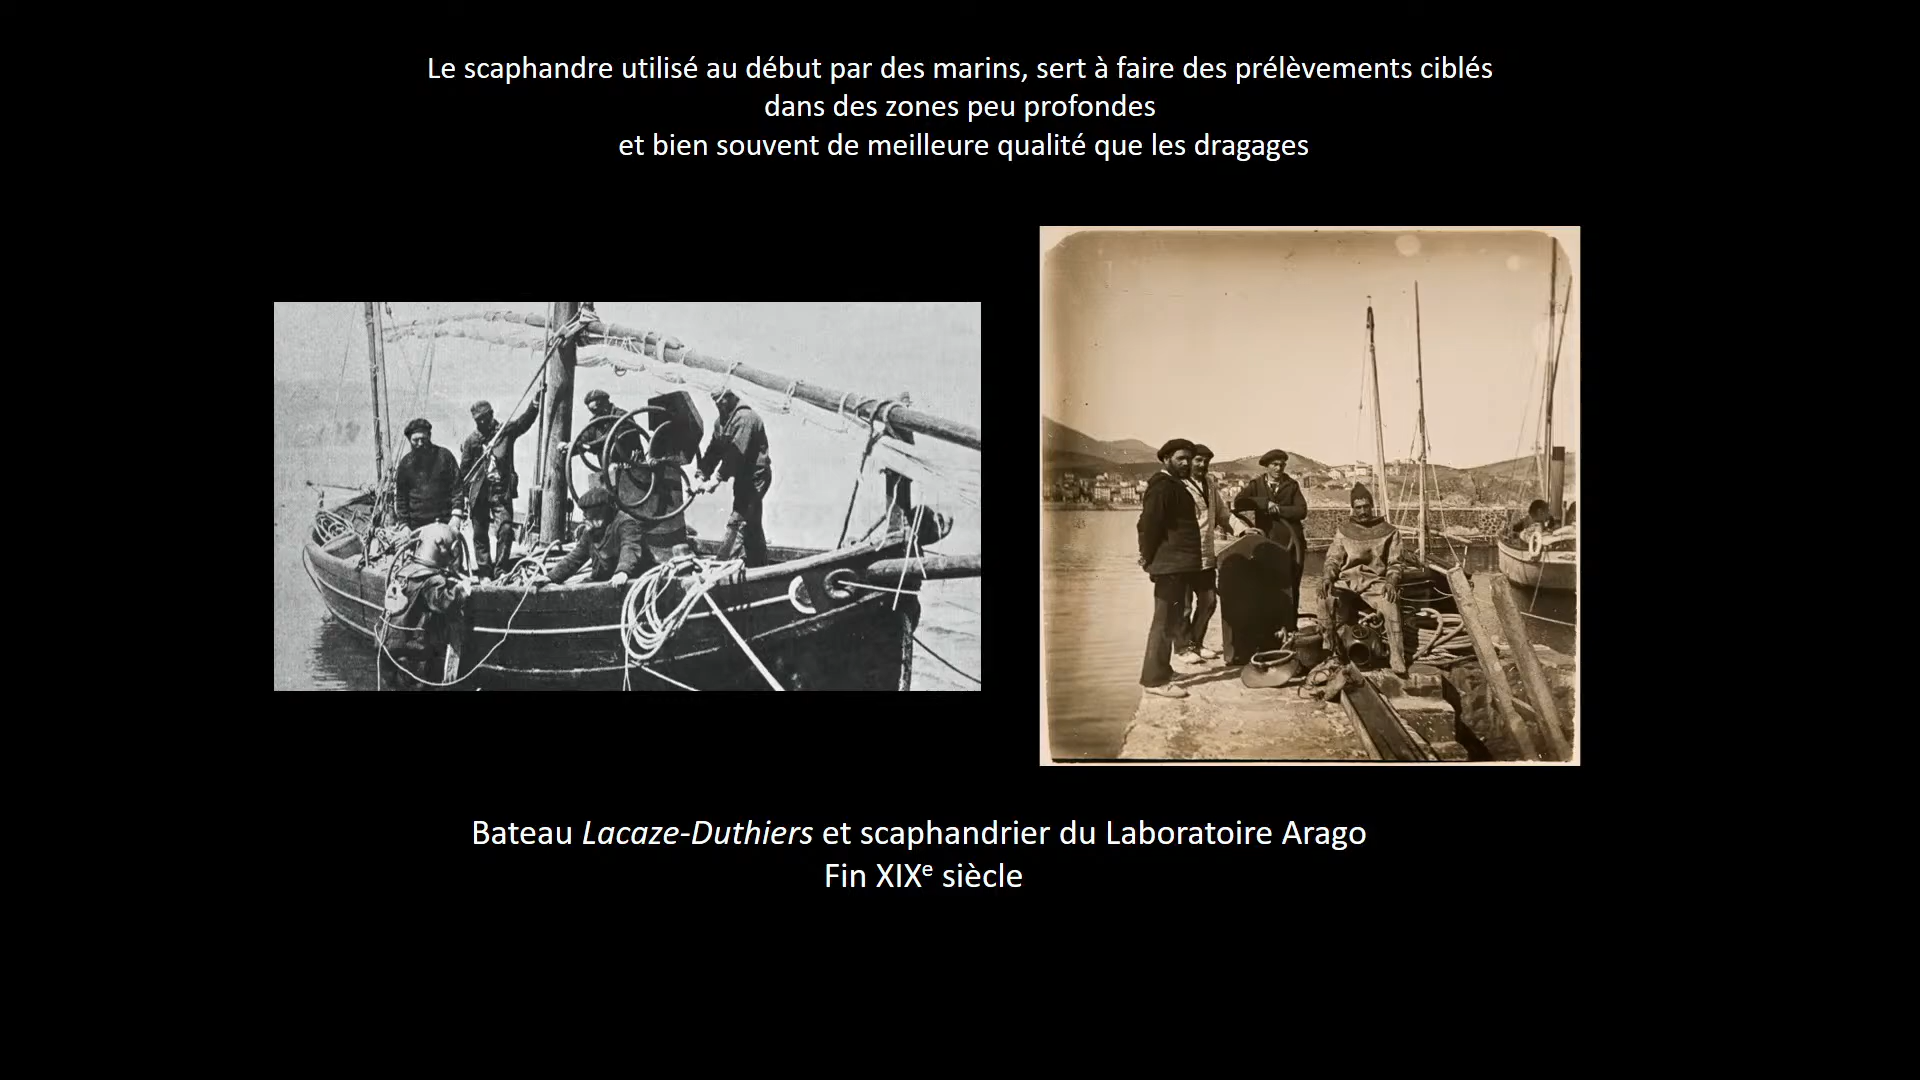 Le scaphandre utilisé au début par des marins, sert à faire des prélèvements ciblés
dans des zones peu profondes
et bien souvent de meilleure qualité que les dragages
Bateau Lacaze-Duthiers et scaphandrier du Laboratoire Arago
Fin XIXe siècle